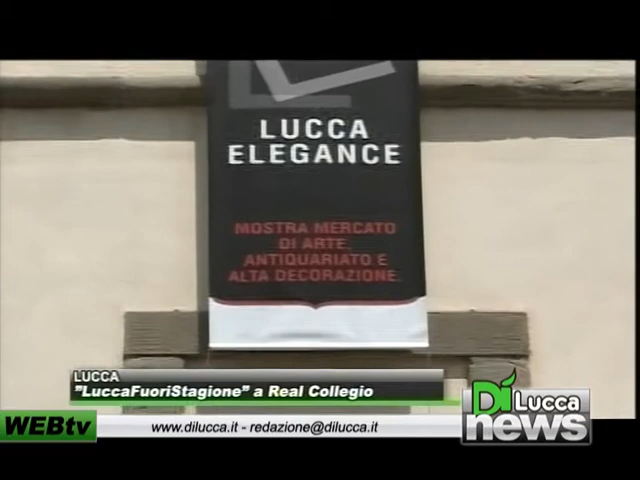 LUCCA
ELEGANCE
MOSTRA MERCATO
DI ARTE,
ANTIQUARIATO E
ALTA DECORAZIONE.
LUCCA
"LuccaFuoriStagione" a Real Collegio
Dì Lucca
news
WEBtv
www.dilucca.it - redazione@dilucca.it